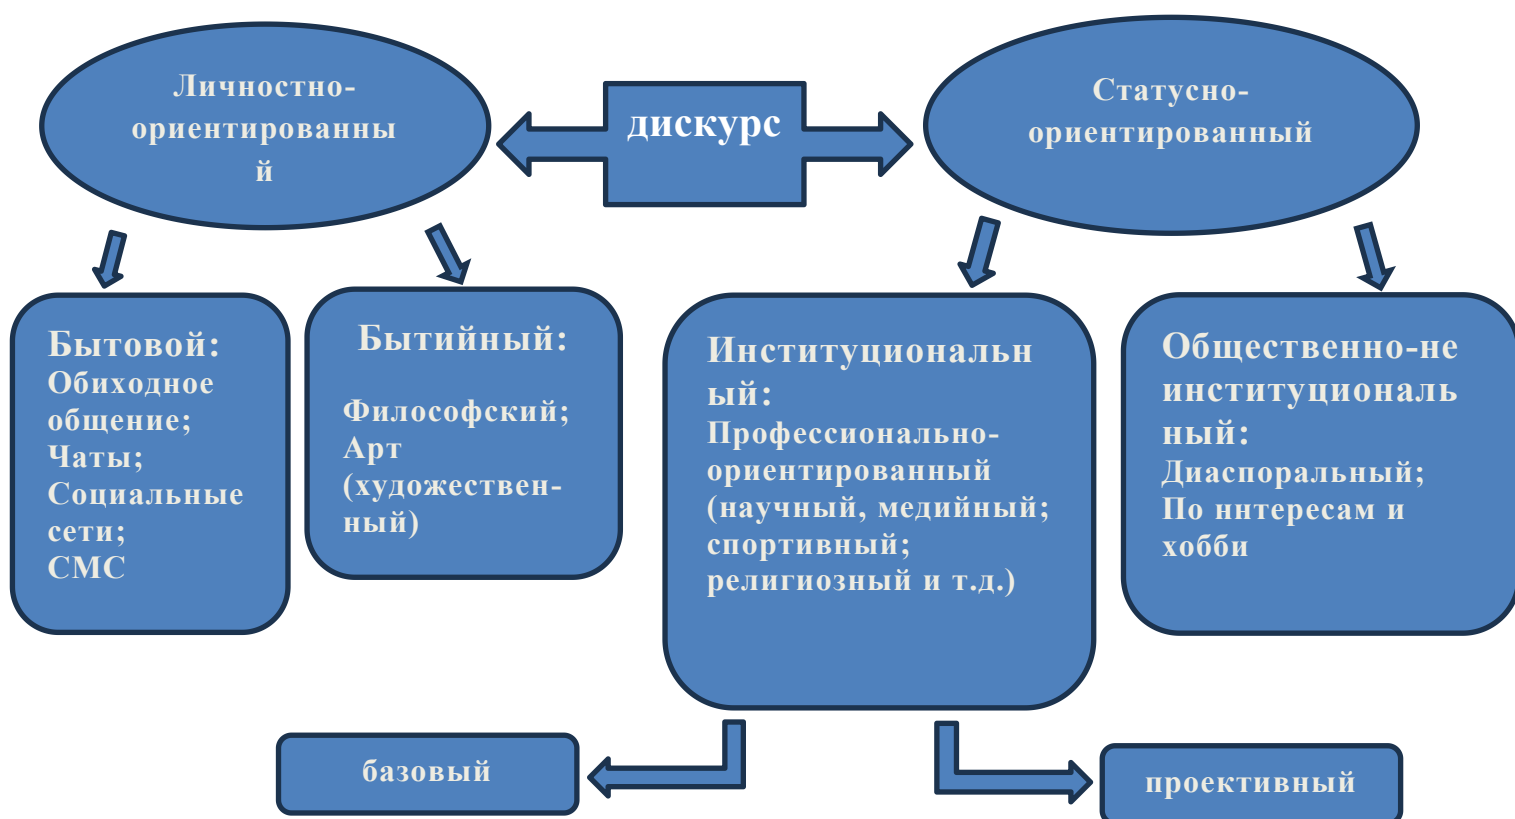 Личностно-
ориентированны
й
дискурс
Статусно-
ориентированный
Бытовой:
Обиходное
общение;
Чаты;
Социальные
сети;
СМС
Бытийный:
Философский;
Арт
(художествен-
ный)
Институциональн
ый:
Профессионально-
ориентированный
(научный, медийный;
спортивный;
религиозный и т.д.)
Общественно-не
институциональ
ный:
Диаспоральный;
По ннтересам и
хобби
базовый
проективный